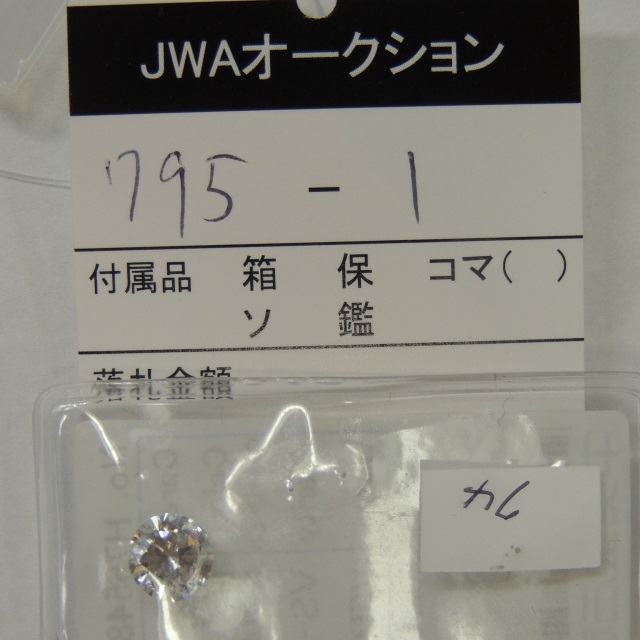 JWAオークション
795 - 1
付属品 箱 保 コマ( )
ソ 鑑
落札金額